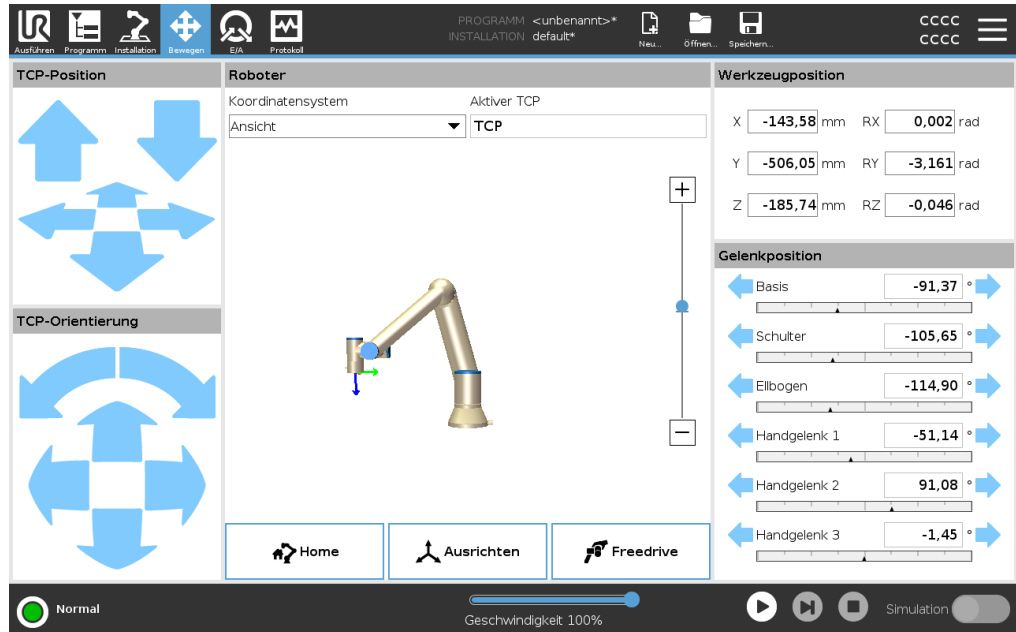 PROGRAMM <unbenannt>*
INSTALLATION default*
CCCC
CCCC
UR
Ausführen Programm Installation Bewegen E/A Protokoll Neu... Öffnen... Speichern...
TCP-Position
Roboter
Werkzeugposition
Koordinatensystem Aktiver TCP
Ansicht TCP
X -143,58 mm RX 0,002 rad
Y -506,05 mm RY -3,161 rad
Z -185,74 mm RZ -0,046 rad
Gelenkposition
Basis -91,37 °
TCP-Orientierung
Schulter -105,65 °
Ellbogen -114,90 °
Handgelenk 1 -51,14 °
Handgelenk 2 91,08 °
Handgelenk 3 -1,45 °
Home Ausrichten Freedrive
Normal
Geschwindigkeit 100%
Simulation